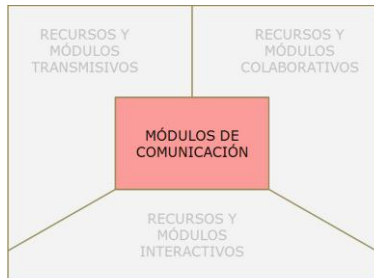 RECURSOS Y
MÓDULOS
TRANSMISIVOS
RECURSOS Y
MÓDULOS
COLABORATIVOS
MÓDULOS DE
COMUNICACIÓN
RECURSOS Y
MÓDULOS
INTERACTIVOS